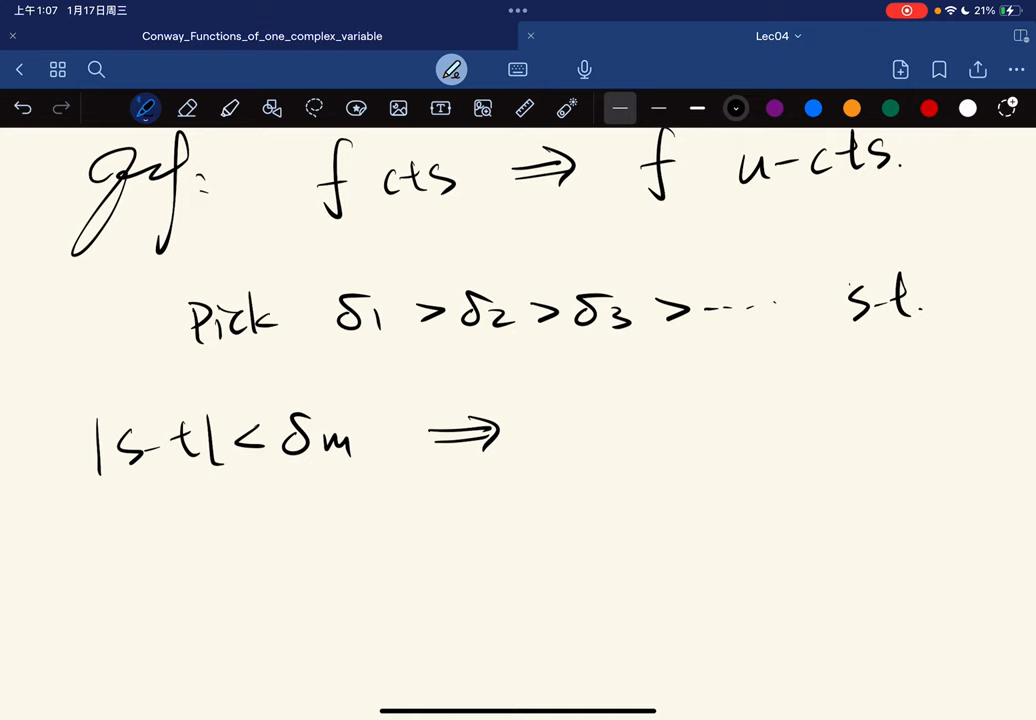 上午1:07 1月17日周三
21%
Conway_Functions_of_one_complex_variable
Lec04
prf: f cts ⇒ f u-cts.
Pick δ1 > δ2 > δ3 > ···· s-t.
|s-t| < δm ⇒